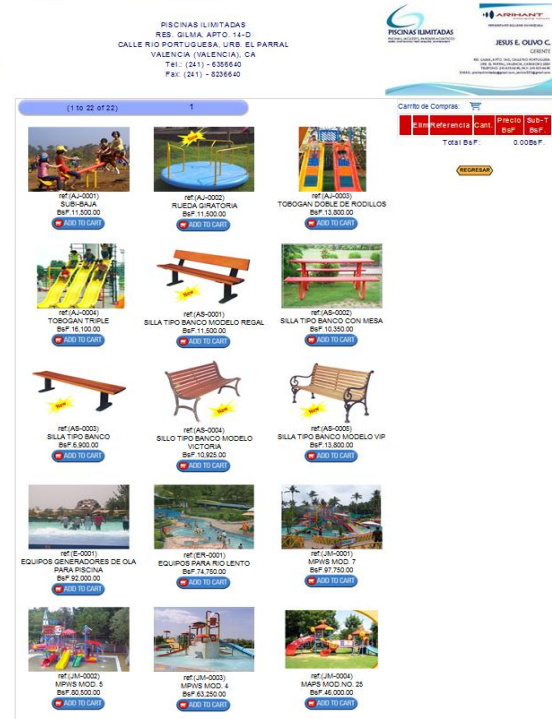 PISCINAS ILIMITADAS
RES. GILMA, APTO. 14-D
CALLE RIO PORTUGUESA, URB. EL PARRAL
VALENCIA (VALENCIA), CA
Tel.: (241) - 6366640
Fax: (241) - 8236640
PISCINAS ILIMITADAS
ARIHANT
JESUS E. OLIVO C.
GERENTE
(1 to 22 of 22)
1
Carrito de Compras:
Elim Referencia Cant. Precio BsF Sub-T BsF.
Total BsF: 0.00BsF.
REGRESAR
ref:(AJ-0001)
SUBI-BAJA
BsF.11,500.00
ADD TO CART
New
ref:(AJ-0002)
RUEDA GIRATORIA
BsF.11,500.00
ADD TO CART
ref:(AJ-0003)
TOBOGAN DOBLE DE RODILLOS
BsF.13,800.00
ADD TO CART
ref:(AJ-0004)
TOBOGAN TRIPLE
BsF.16,100.00
ADD TO CART
New
ref:(AS-0001)
SILLA TIPO BANCO MODELO REGAL
BsF.11,500.00
ADD TO CART
ref:(AS-0002)
SILLA TIPO BANCO CON MESA
BsF.10,350.00
ADD TO CART
New
ref:(AS-0003)
SILLA TIPO BANCO
BsF.6,900.00
ADD TO CART
New
ref:(AS-0004)
SILLO TIPO BANCO MODELO
VICTORIA
BsF.10,925.00
ADD TO CART
New
ref:(AS-0005)
SILLA TIPO BANCO MODELO VIP
BsF.13,800.00
ADD TO CART
ref:(E-0001)
EQUIPOS GENERADORES DE OLA
PARA PISCINA
BsF.92,000.00
ADD TO CART
ref:(ER-0001)
EQUIPOS PARA RIO LENTO
BsF.74,750.00
ADD TO CART
ref:(JM-0001)
MPWS MOD. 7
BsF.97,750.00
ADD TO CART
ref:(JM-0002)
MPWS MOD. 5
BsF.80,500.00
ADD TO CART
ref:(JM-0003)
MPWS MOD. 4
BsF.63,250.00
ADD TO CART
ref:(JM-0004)
MAPS MOD.NO. 25
BsF.46,000.00
ADD TO CART